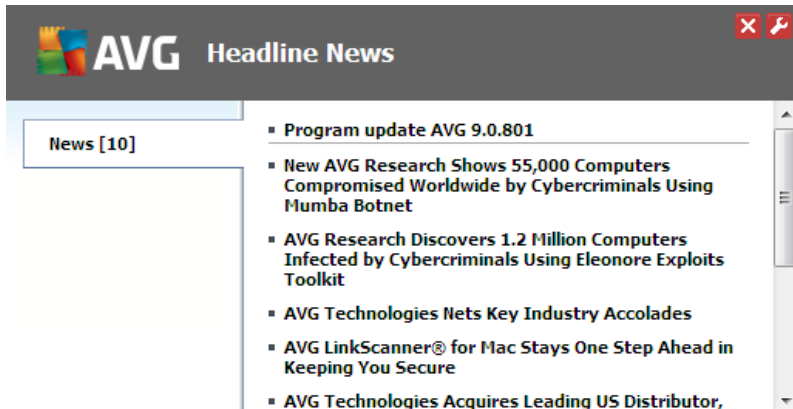 AVG Headline News
News [10]
Program update AVG 9.0.801
New AVG Research Shows 55,000 Computers
Compromised Worldwide by Cybercriminals Using
Mumba Botnet
AVG Research Discovers 1.2 Million Computers
Infected by Cybercriminals Using Eleonore Exploits
Toolkit
AVG Technologies Nets Key Industry Accolades
AVG LinkScanner® for Mac Stays One Step Ahead in
Keeping You Secure
AVG Technologies Acquires Leading US Distributor,